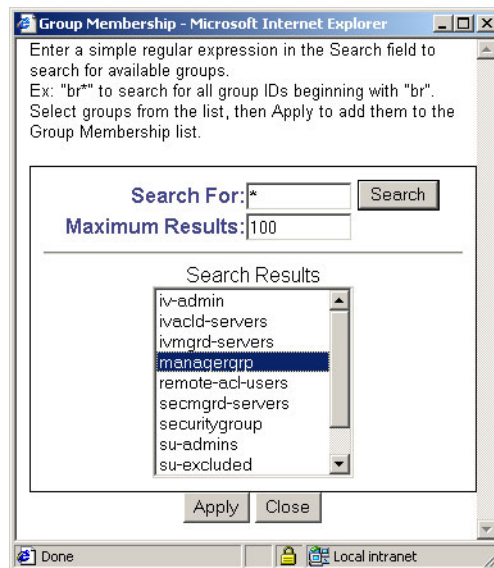 Group Membership - Microsoft Internet Explorer
Enter a simple regular expression in the Search field to
search for available groups.
Ex: "br*" to search for all group IDs beginning with "br".
Select groups from the list, then Apply to add them to the
Group Membership list.
Search For: * Search
Maximum Results: 100
Search Results
iv-admin
ivacld-servers
ivmgrd-servers
managergrp
remote-acl-users
secmgrd-servers
securitygroup
su-admins
su-excluded
Apply Close
Done Local intranet